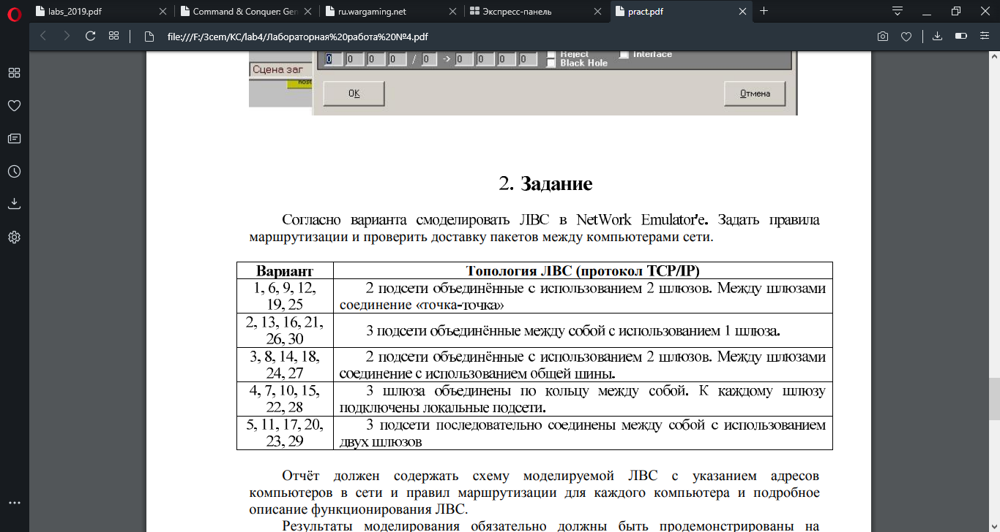 labs_2019.pdf
Command & Conquer: Gen
ru.wargaming.net
Экспресс-панель
pract.pdf
file:///F:/3сем/КС/lab4/Лабораторная%20работа%20№4.pdf
0 0 0 0 / 0 -> 0 0 0 0
Reject
Interface
Black Hole
Сцена заг
host
OK
Отмена
2. Задание
Согласно варианта смоделировать ЛВС в NetWork Emulator'e. Задать правила
маршрутизации и проверить доставку пакетов между компьютерами сети.
Вариант
Топология ЛВС (протокол TCP/IP)
1, 6, 9, 12,
19, 25
2 подсети объединённые с использованием 2 шлюзов. Между шлюзами
соединение «точка-точка»
2, 13, 16, 21,
26, 30
3 подсети объединённые между собой с использованием 1 шлюза.
3, 8, 14, 18,
24, 27
2 подсети объединённые с использованием 2 шлюзов. Между шлюзами
соединение с использованием общей шины.
4, 7, 10, 15,
22, 28
3 шлюза объединены по кольцу между собой. К каждому шлюзу
подключены локальные подсети.
5, 11, 17, 20,
23, 29
3 подсети последовательно соединены между собой с использованием
двух шлюзов
Отчёт должен содержать схему моделируемой ЛВС с указанием адресов
компьютеров в сети и правил маршрутизации для каждого компьютера и подробное
описание функционирования ЛВС.
Результаты моделирования обязательно должны быть продемонстрированы на